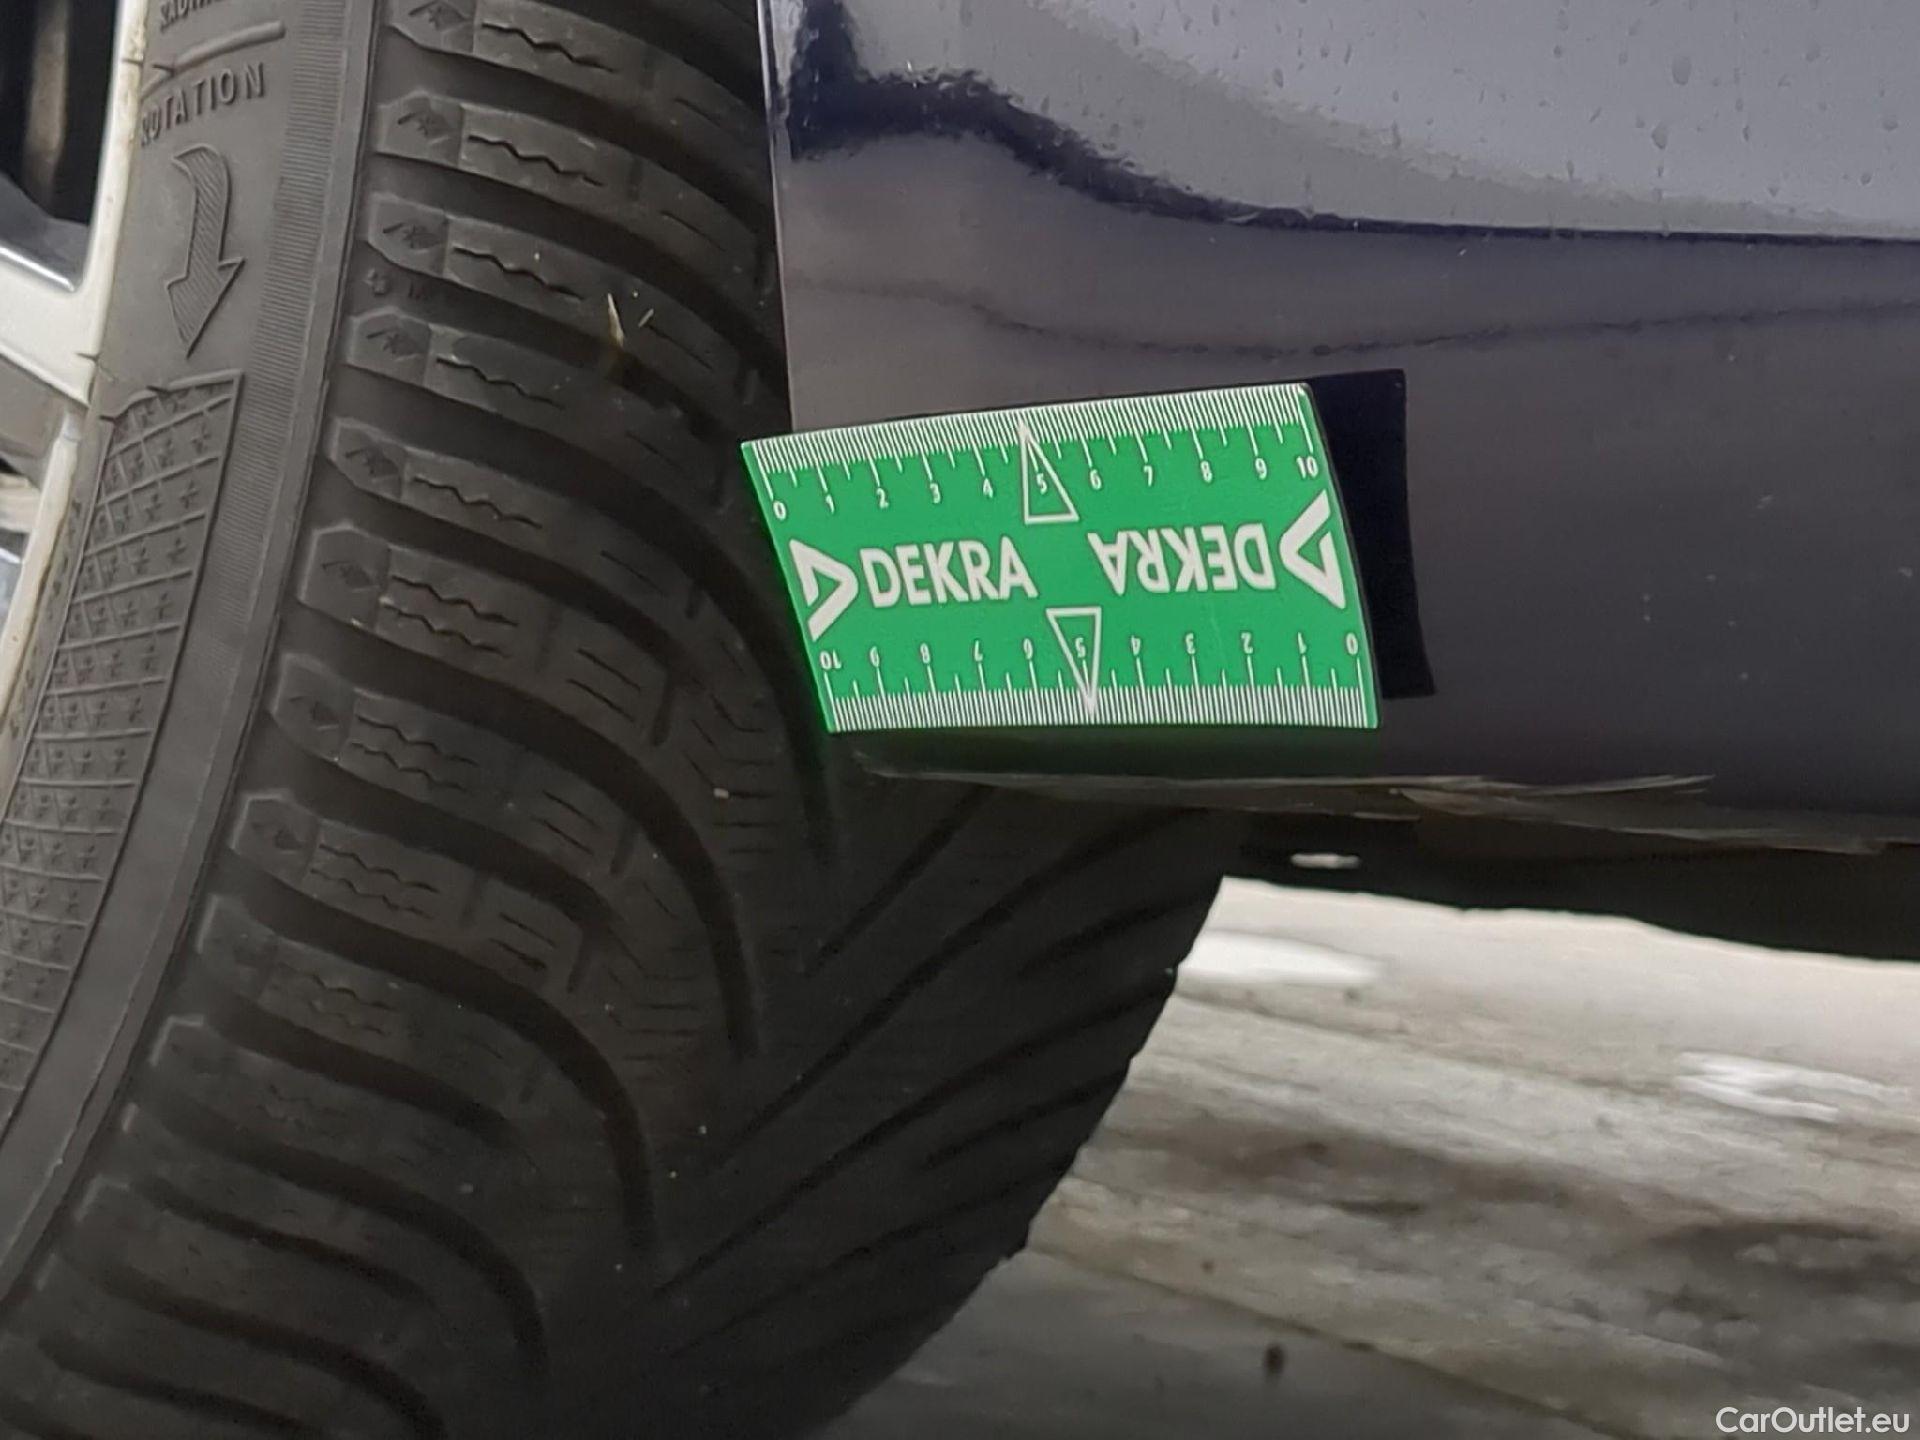 ROTATION
0 1 2 3 4 5 6 7 8 9 10
DEKRA DEKRA
10 9 8 7 6 5 4 3 2 1 0
CarOutlet.eu